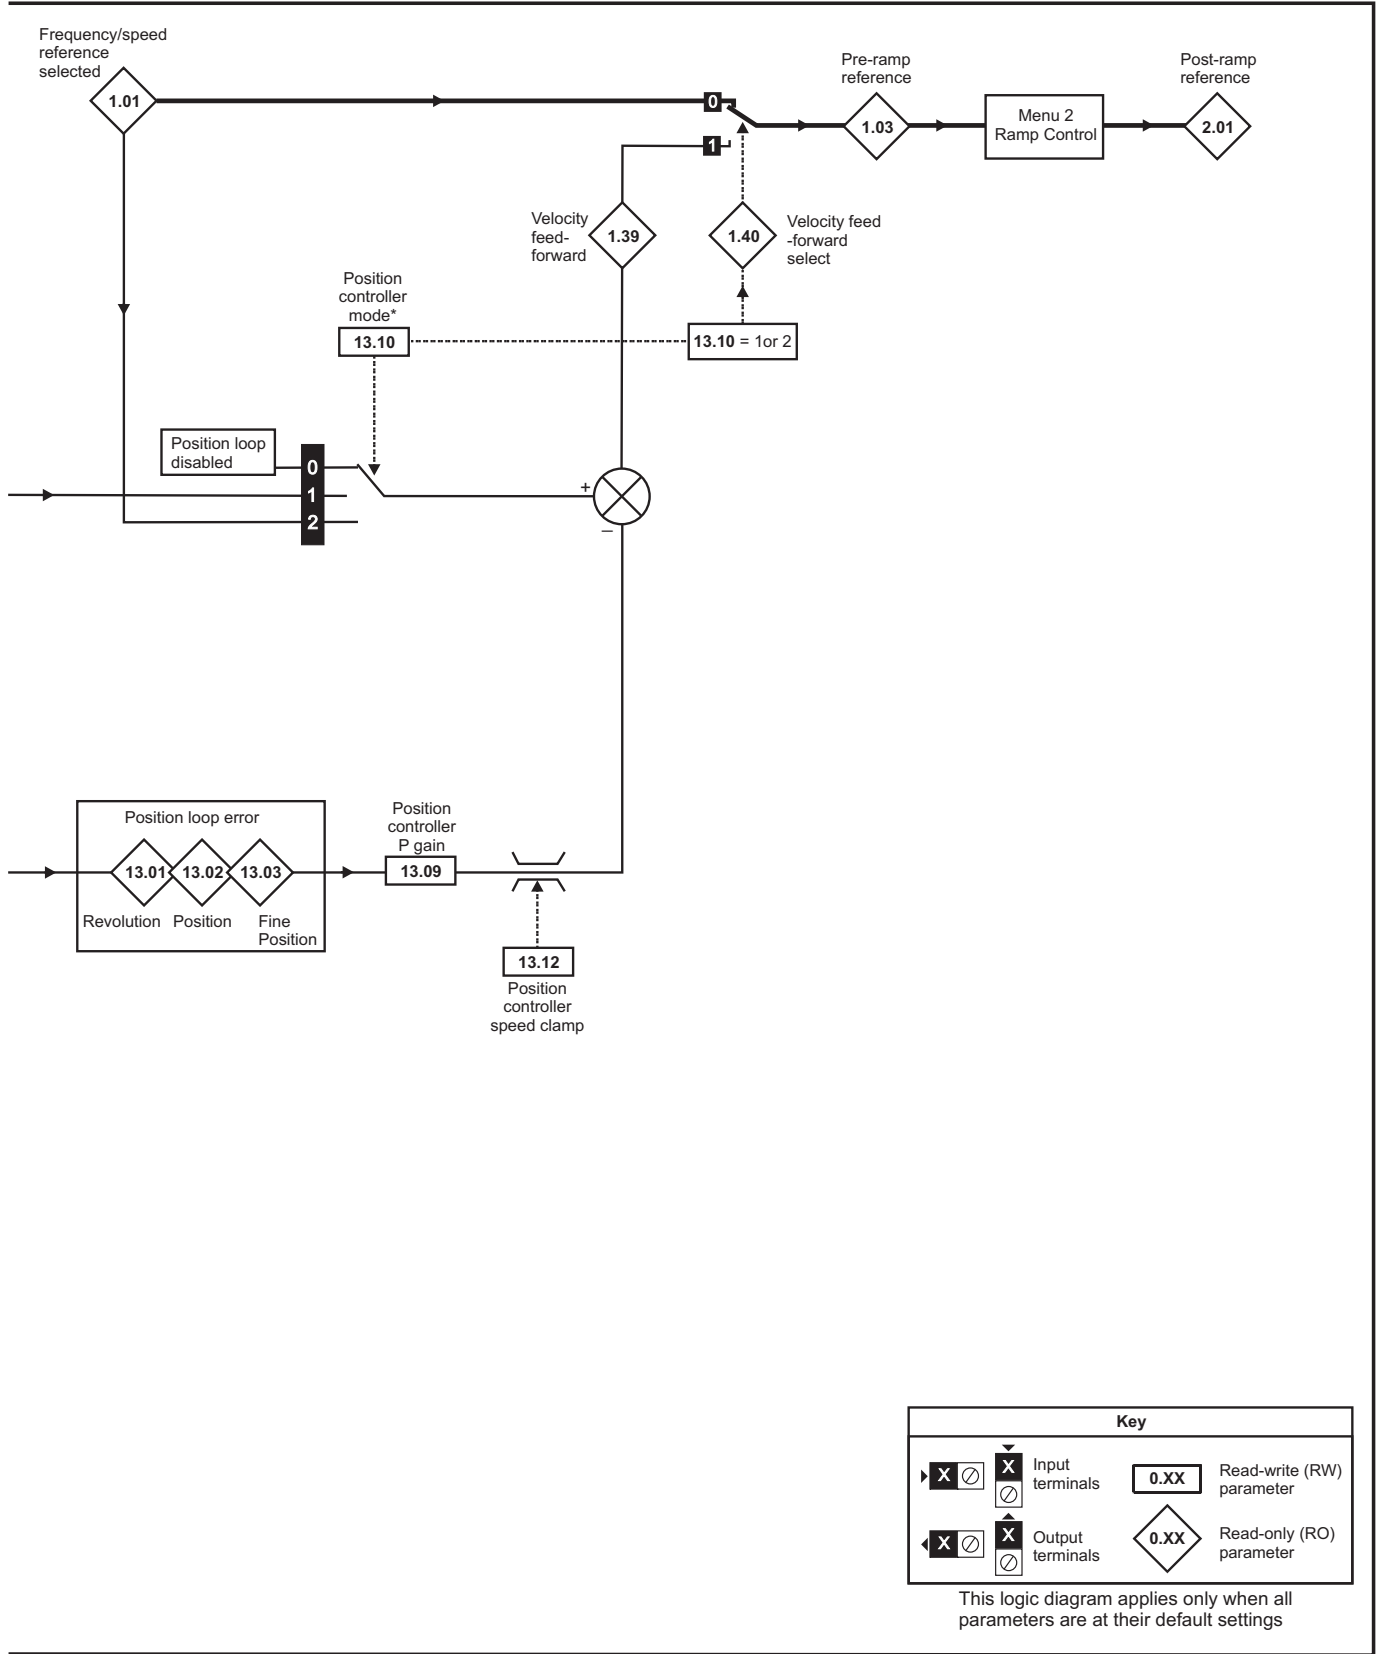 Frequency/speed
reference
selected
1.01
0
1
Pre-ramp
reference
1.03
Menu 2
Ramp Control
Post-ramp
reference
2.01
Velocity
feed-
forward
1.39
1.40
Velocity feed
-forward
select
Position
controller
mode*
13.10
13.10 = 1or 2
Position loop
disabled
0
1
2
+
–
Position loop error
13.01
13.02
13.03
Revolution
Position
Fine
Position
Position
controller
P gain
13.09
13.12
Position
controller
speed clamp
Key
X
X
Input
terminals
0.XX
Read-write (RW)
parameter
X
X
Output
terminals
0.XX
Read-only (RO)
parameter
This logic diagram applies only when all
parameters are at their default settings